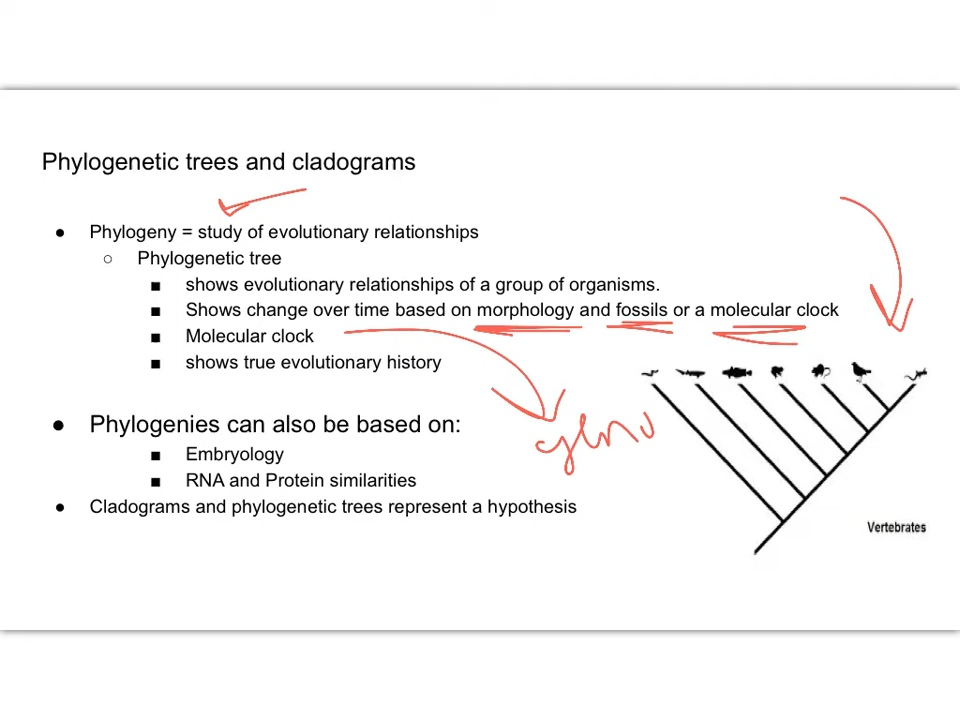 Phylogenetic trees and cladograms
● Phylogeny = study of evolutionary relationships
○ Phylogenetic tree
■ shows evolutionary relationships of a group of organisms.
■ Shows change over time based on morphology and fossils or a molecular clock
■ Molecular clock
■ shows true evolutionary history
● Phylogenies can also be based on:
■ Embryology
■ RNA and Protein similarities
● Cladograms and phylogenetic trees represent a hypothesis
Vertebrates